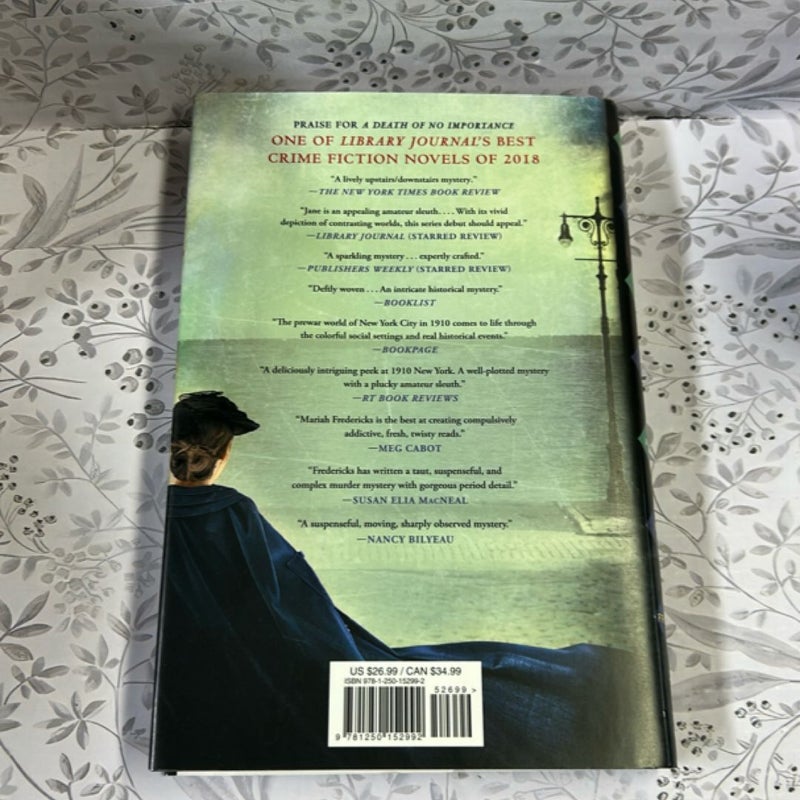 PRAISE FOR A DEATH OF NO IMPORTANCE
ONE OF LIBRARY JOURNAL'S BEST
CRIME FICTION NOVELS OF 2018
"A lively upstairs/downstairs mystery."
—THE NEW YORK TIMES BOOK REVIEW
"Jane is an appealing amateur sleuth. . . . With its vivid
depiction of contrasting worlds, this series debut should appeal."
—LIBRARY JOURNAL (STARRED REVIEW)
"A sparkling mystery . . . expertly crafted."
—PUBLISHERS WEEKLY (STARRED REVIEW)
"Deftly woven . . . An intricate historical mystery."
—BOOKLIST
"The prewar world of New York City in 1910 comes to life through
the colorful social settings and real historical events."
—BOOKPAGE
"A deliciously intriguing peek at 1910 New York. A well-plotted mystery
with a plucky amateur sleuth."
—RT BOOK REVIEWS
"Mariah Fredericks is the best at creating compulsively
addictive, fresh, twisty reads."
—MEG CABOT
"Fredericks has written a taut, suspenseful, and
complex murder mystery with gorgeous period detail."
—SUSAN ELIA MACNEAL
"A suspenseful, moving, sharply observed mystery."
—NANCY BILYEAU
US $26.99 / CAN $34.99
ISBN 978-1-250-15299-2
52699>
9 781250 152992